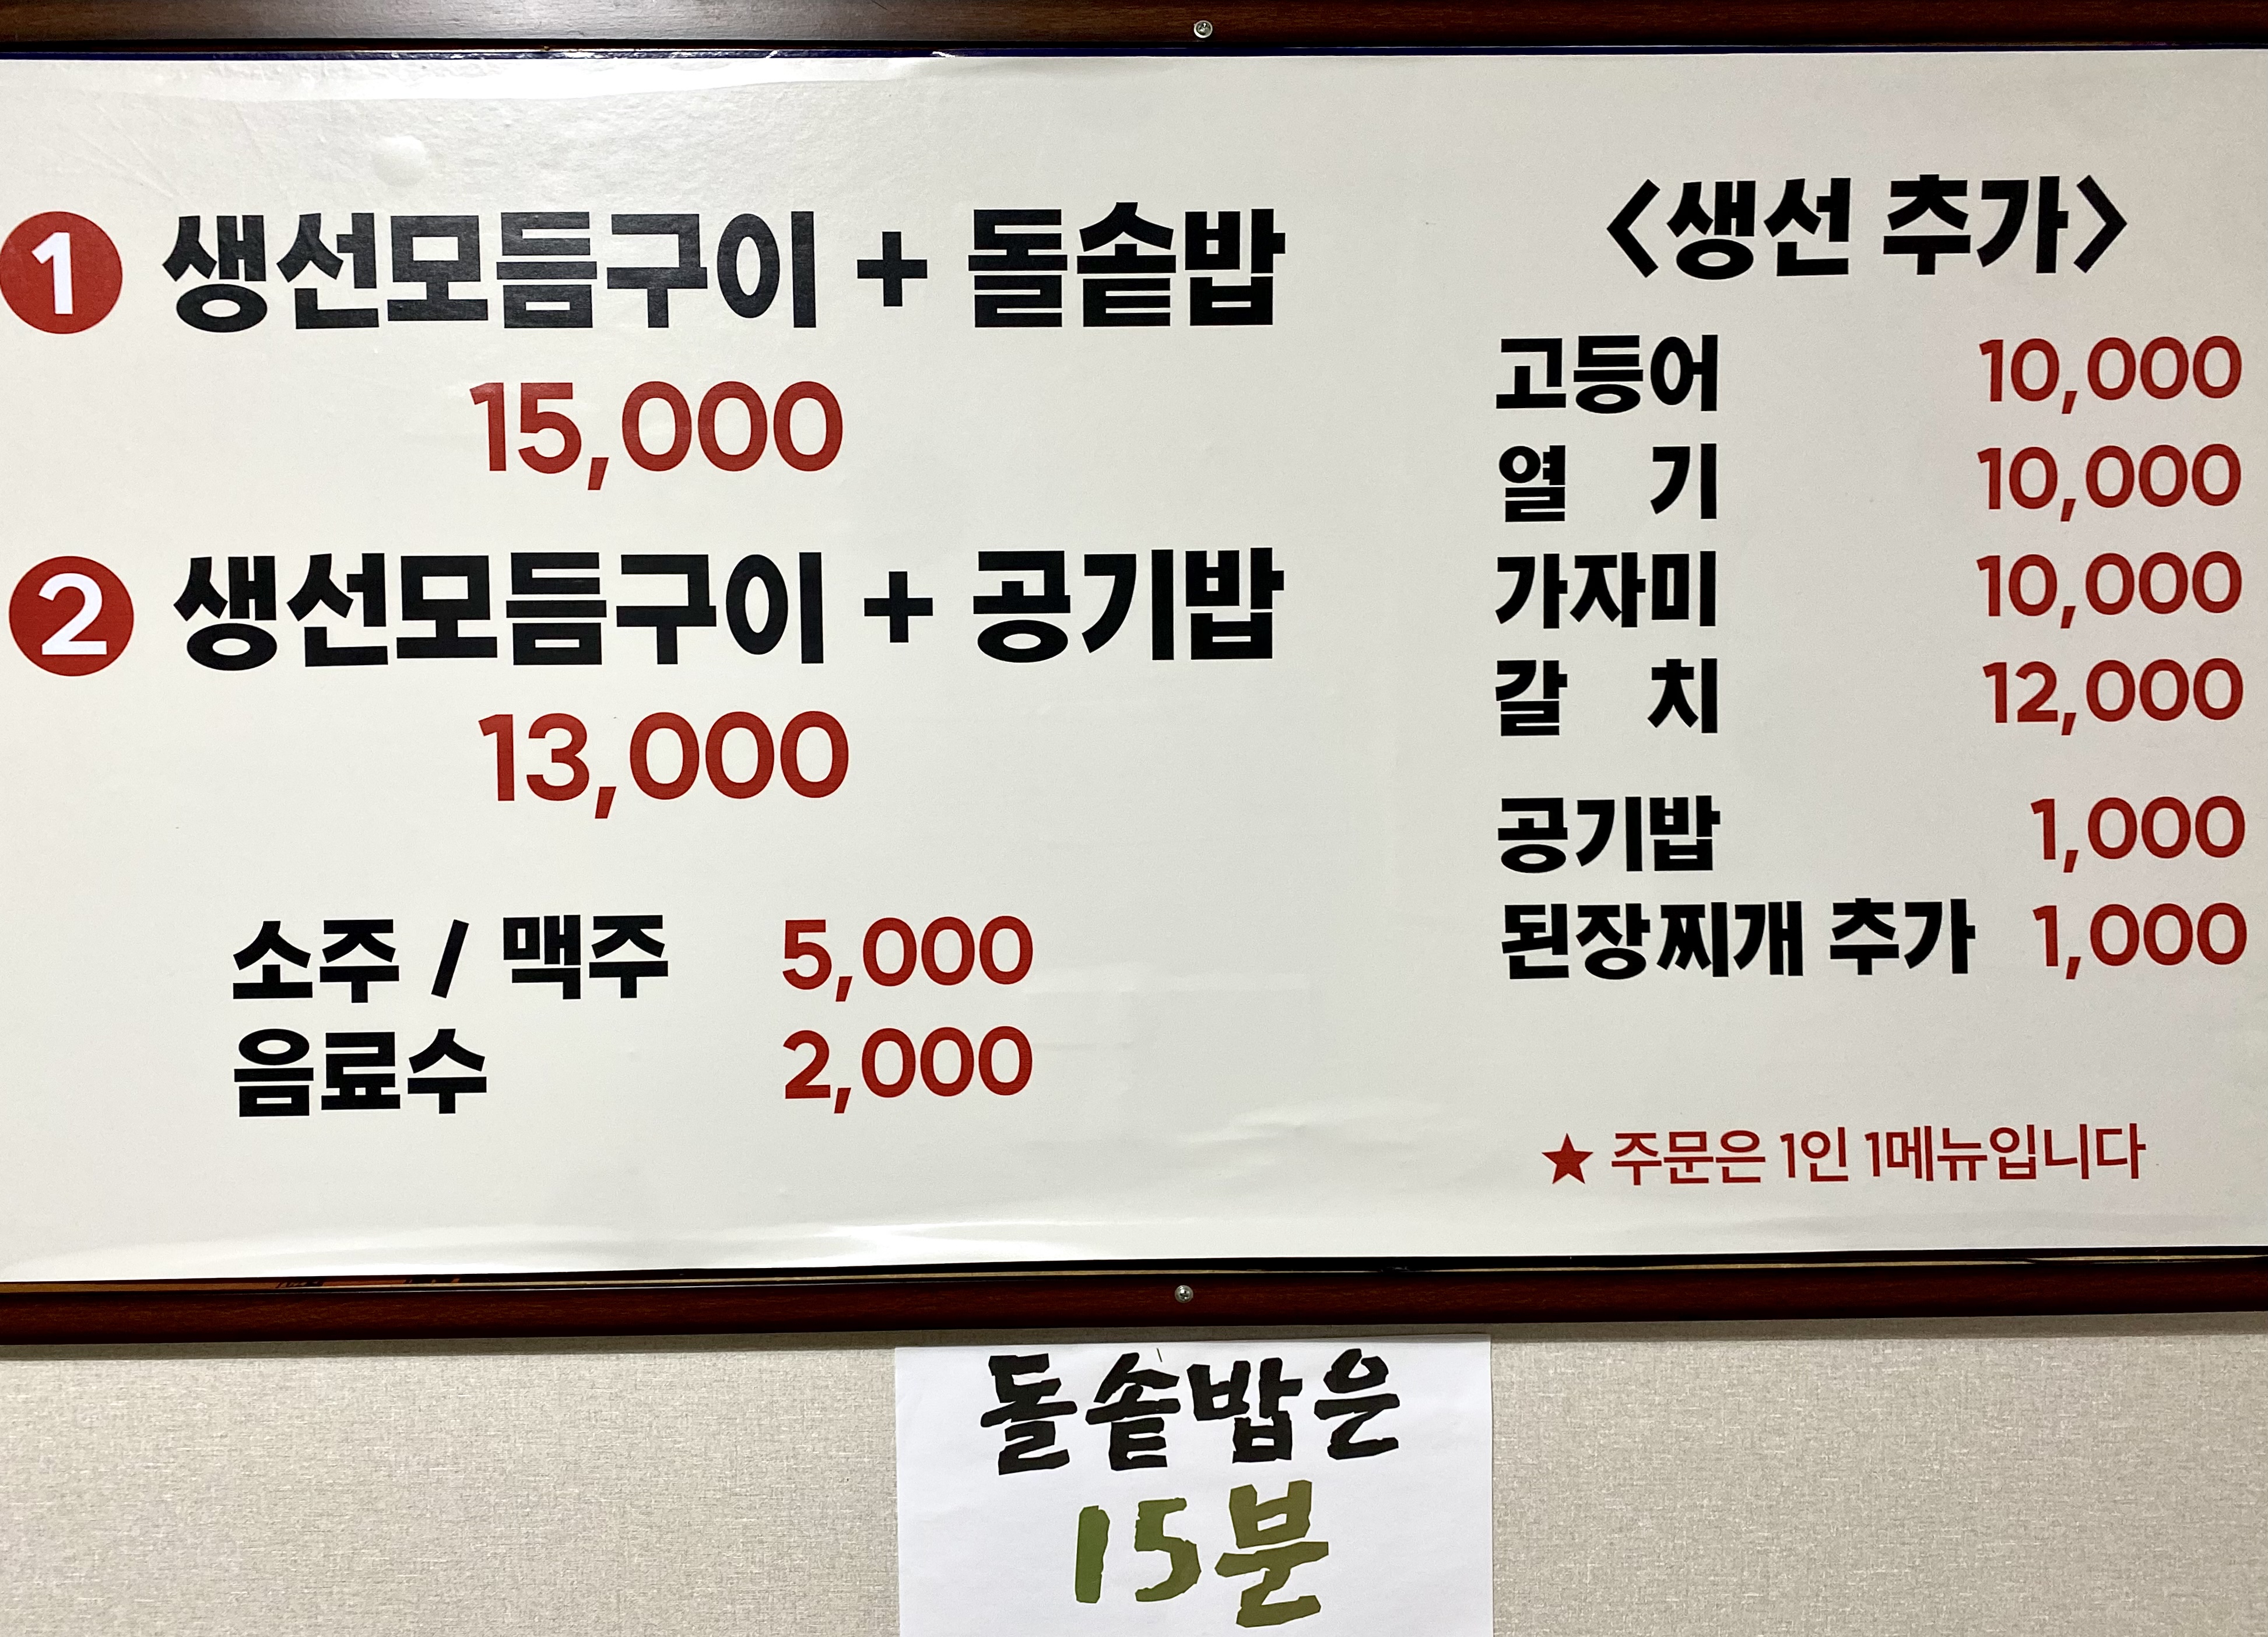 1 생선모듬구이 + 돌솥밥
15,000
2 생선모듬구이 + 공기밥
13,000
소주 / 맥주 5,000
음료수 2,000
<생선 추가>
고등어 10,000
열 기 10,000
가자미 10,000
갈 치 12,000
공기밥 1,000
된장찌개 추가 1,000
★ 주문은 1인 1메뉴입니다
돌솥밥은
15분